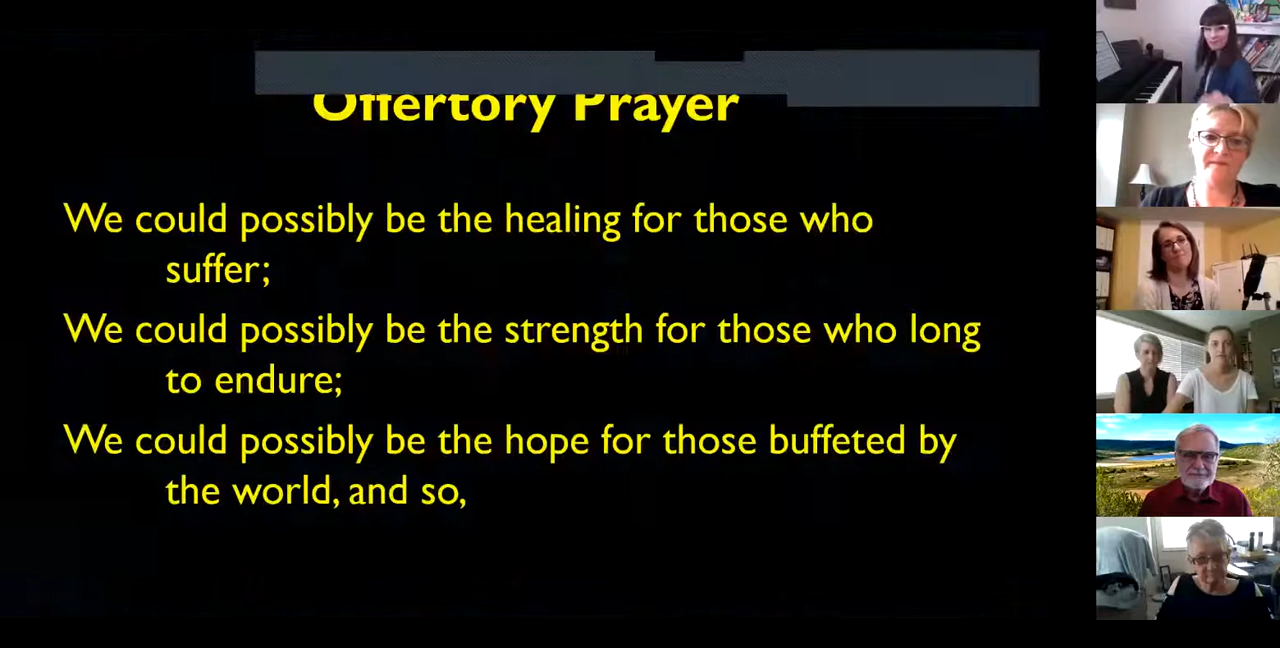 Offertory Prayer
We could possibly be the healing for those who
suffer;
We could possibly be the strength for those who long
to endure;
We could possibly be the hope for those buffeted by
the world, and so,